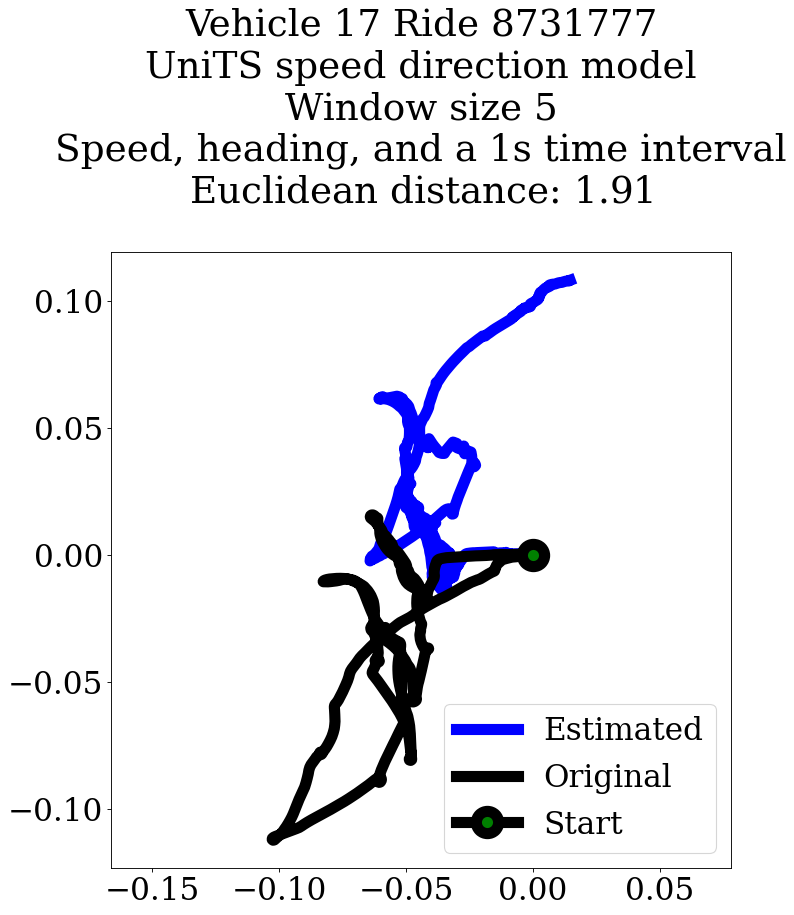 Vehicle 17 Ride 8731777
UniTS speed direction model
Window size 5
Speed, heading, and a 1s time interval
Euclidean distance: 1.91
0.10
0.05
0.00
−0.05
−0.10
Estimated
Original
Start
−0.15
−0.10
−0.05
0.00
0.05